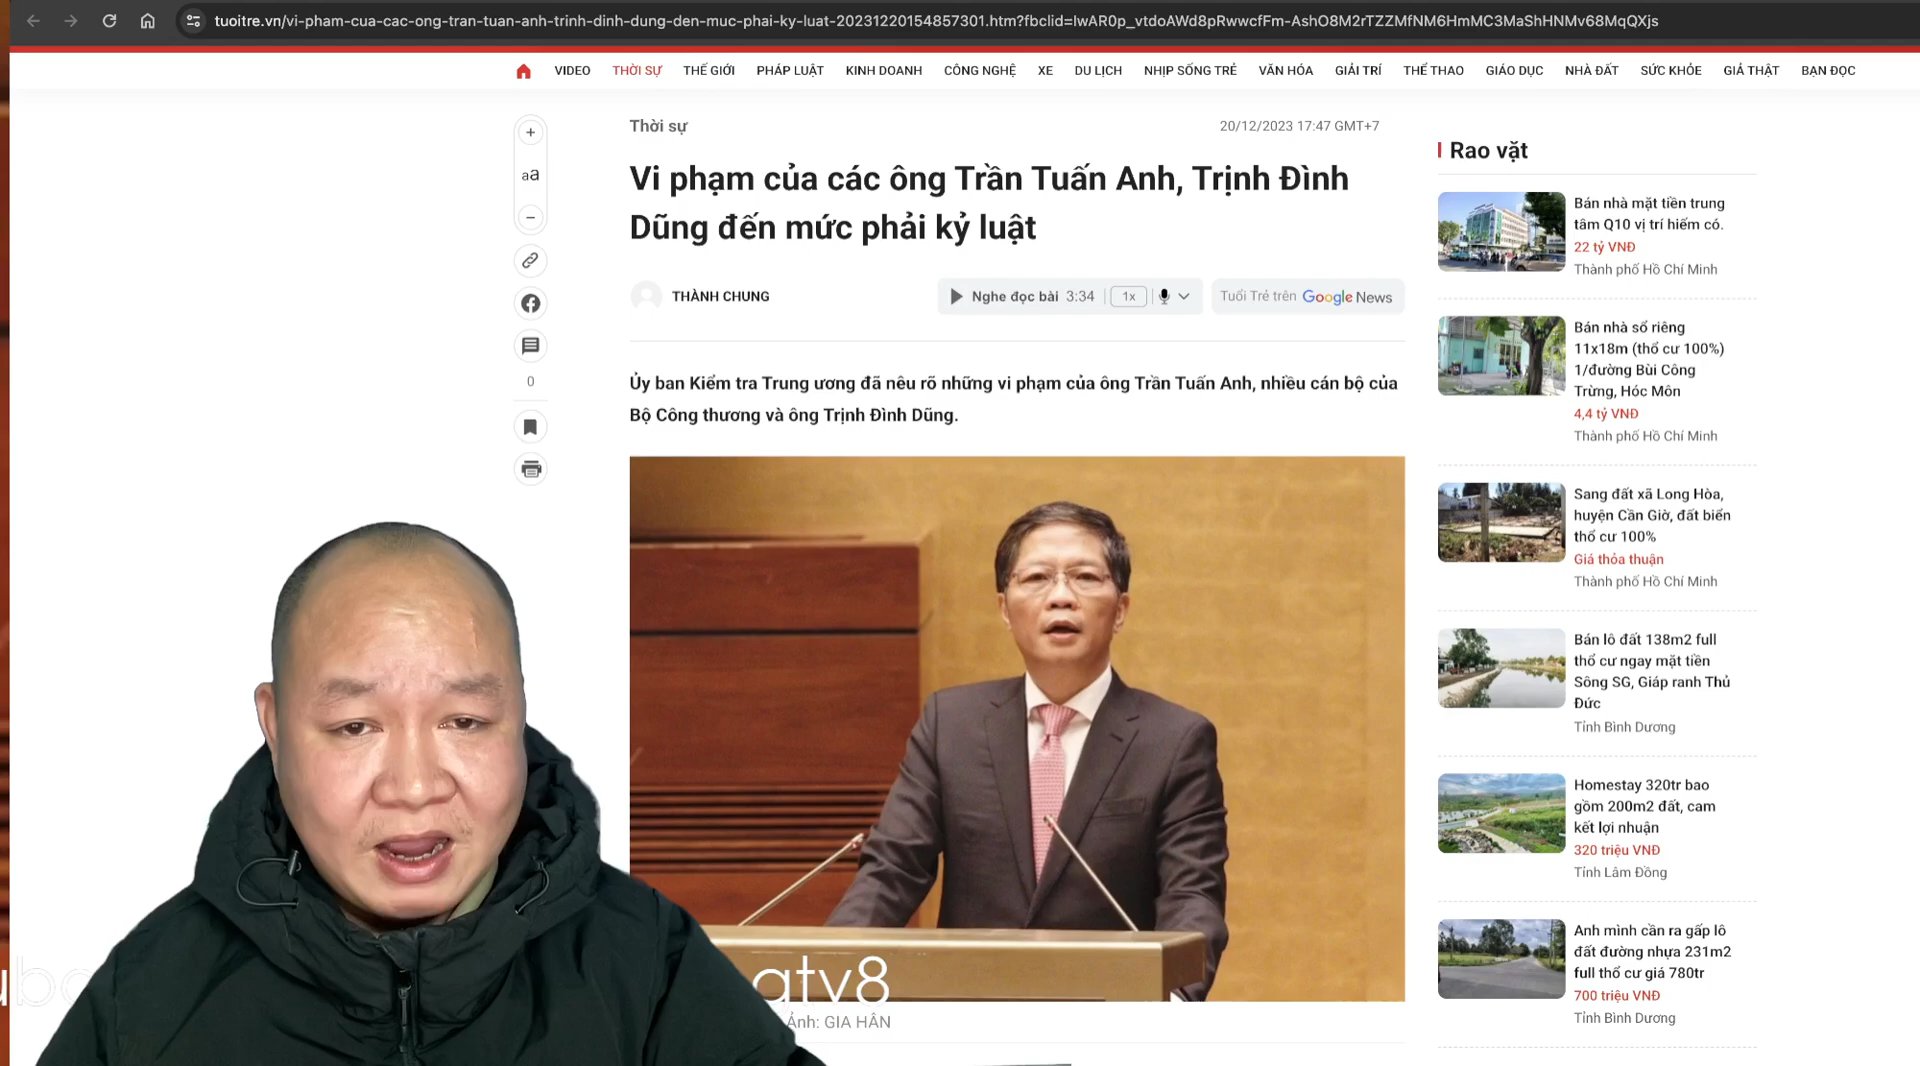 tuoitre.vn/vi-pham-cua-cac-ong-tran-tuan-anh-trinh-dinh-dung-den-muc-phai-ky-luat-20231220154857301.htm?fbclid=IwAR0p_vtdoAWd8pRwwcfFm-AshO8M2rTZZMfNM6HmMC3MaShHNMv68MqQXjs
VIDEO THỜI SỰ THẾ GIỚI PHÁP LUẬT KINH DOANH CÔNG NGHỆ XE DU LỊCH NHỊP SỐNG TRẺ VĂN HÓA GIẢI TRÍ THỂ THAO GIÁO DỤC NHÀ ĐẤT SỨC KHỎE GIẢ THẬT BẠN ĐỌC
+
aa
−
0
Thời sự
20/12/2023 17:47 GMT+7
Vi phạm của các ông Trần Tuấn Anh, Trịnh Đình
Dũng đến mức phải kỷ luật
THÀNH CHUNG
Nghe đọc bài 3:34 1x
Tuổi Trẻ trên Google News
Ủy ban Kiểm tra Trung ương đã nêu rõ những vi phạm của ông Trần Tuấn Anh, nhiều cán bộ của
Bộ Công thương và ông Trịnh Đình Dũng.
Ảnh: GIA HÂN
Rao vặt
Bán nhà mặt tiền trung
tâm Q10 vị trí hiếm có.
22 tỷ VNĐ
Thành phố Hồ Chí Minh
Bán nhà sổ riêng
11x18m (thổ cư 100%)
1/đường Bùi Công
Trừng, Hóc Môn
4,4 tỷ VNĐ
Thành phố Hồ Chí Minh
Sang đất xã Long Hòa,
huyện Cần Giờ, đất biển
thổ cư 100%
Giá thỏa thuận
Thành phố Hồ Chí Minh
Bán lô đất 138m2 full
thổ cư ngay mặt tiền
Sông SG, Giáp ranh Thủ
Đức
Tỉnh Bình Dương
Homestay 320tr bao
gồm 200m2 đất, cam
kết lợi nhuận
320 triệu VNĐ
Tỉnh Lâm Đồng
Anh mình cần ra gấp lô
đất đường nhựa 231m2
full thổ cư giá 780tr
700 triệu VNĐ
Tỉnh Bình Dương